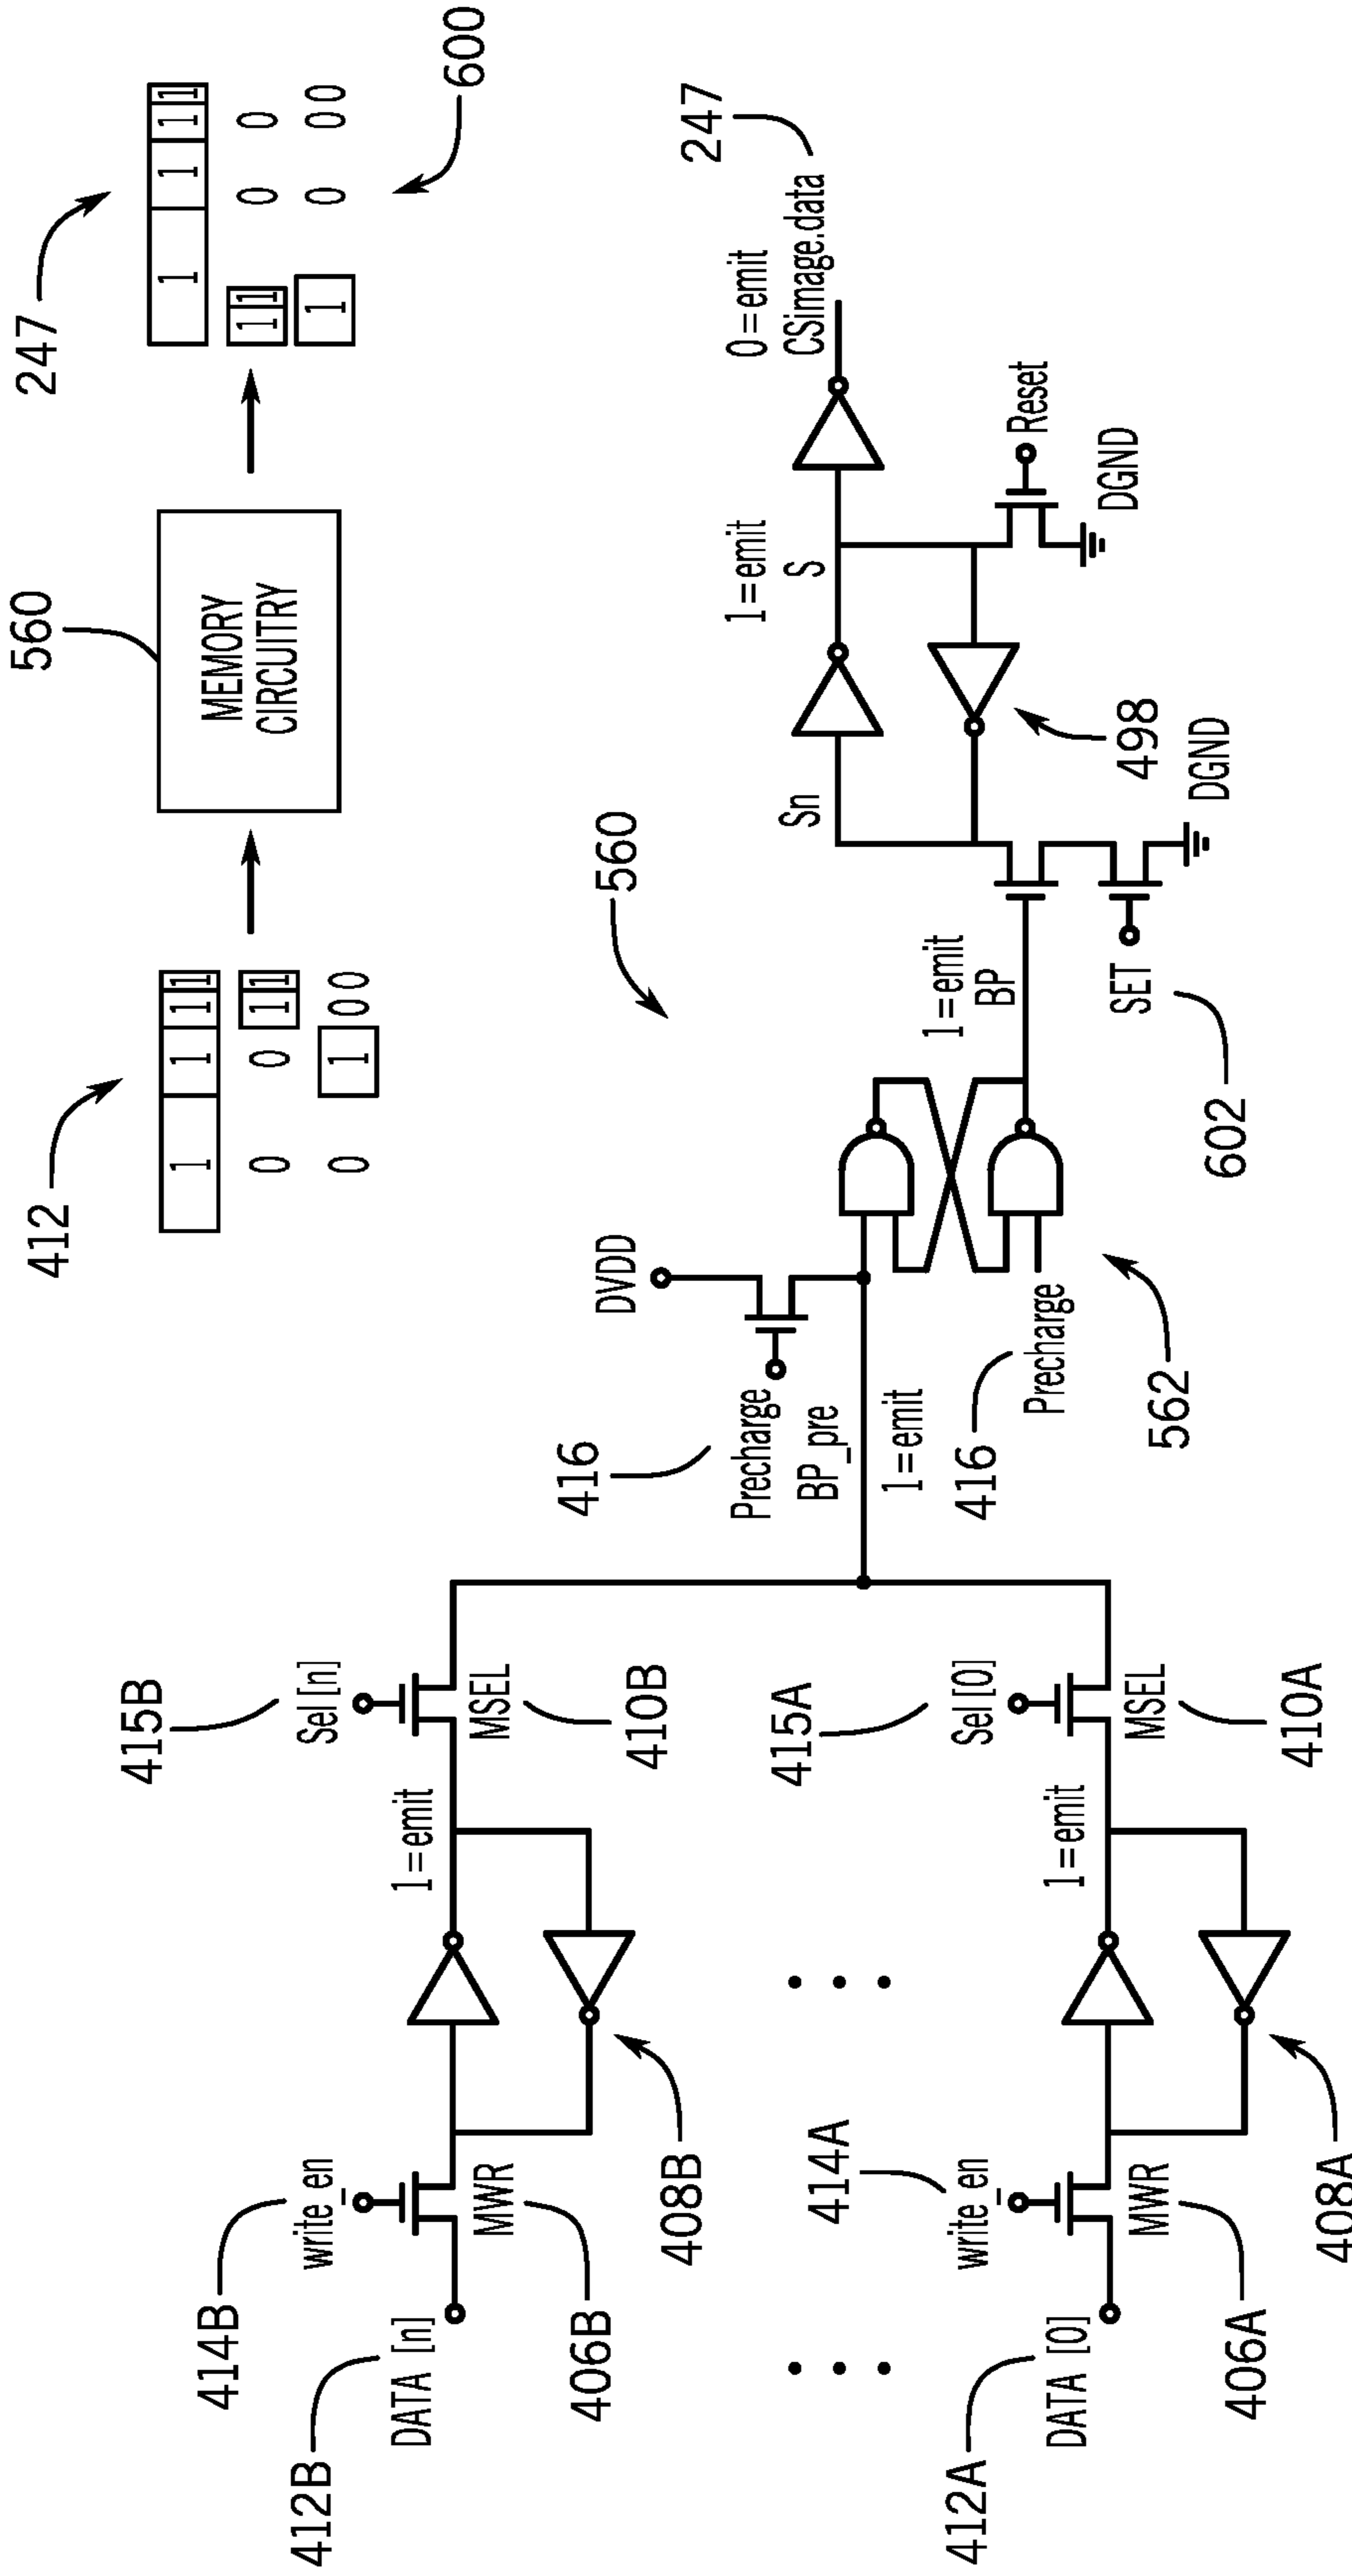 560
412
247
1 1 1 1
0 0 1 1
0 1 0 0
MEMORY
CIRCUITRY
1 1 1 1
1 1 0 0
1 0 0 0
600
415B
414B
Sel [n]
write_en
1=emit
412B
DATA [n]
MWR
MSEL
406B
408B
410B
416
DVDD
560
247
Precharge
BP_pre
1=emit
416
Precharge
562
1=emit
BP
SET
602
Sn
1=emit
S
0=emit
CSimage.data
Reset
DGND
498
DGND
415A
414A
Sel [0]
write_en
1=emit
412A
DATA [0]
MWR
MSEL
406A
408A
410A